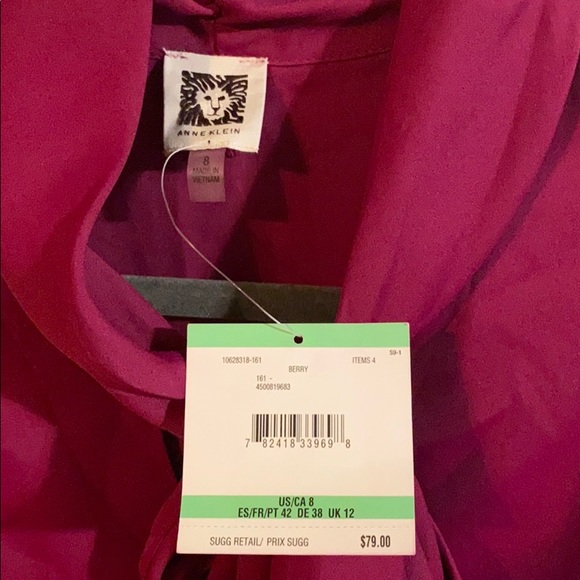 ANNE KLEIN
8
MADE IN
VIETNAM
S9-1
10628318-161 BERRY ITEMS 4
161 -
4500819683
7 82418 33969 8
US/CA 8
ES/FR/PT 42 DE 38 UK 12
SUGG RETAIL/ PRIX SUGG $79.00